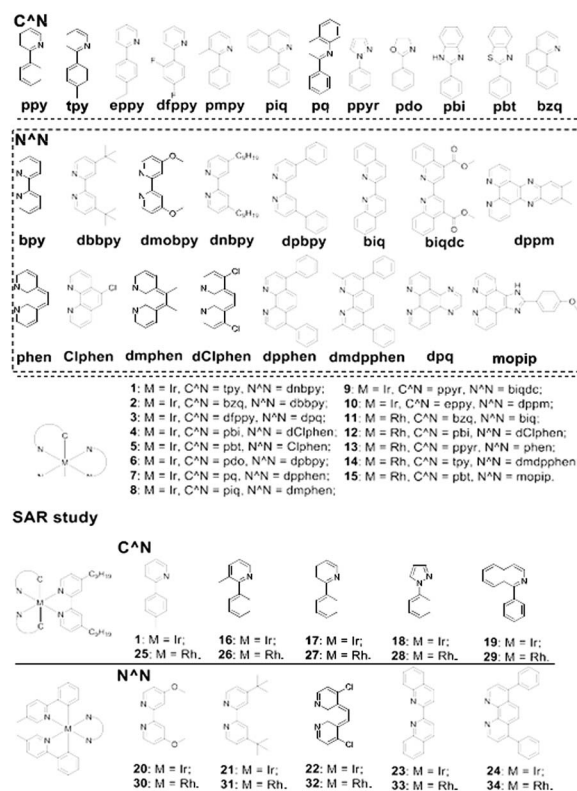 C^N
ppy tpy eppy dfppy pmpy piq pq ppyr pdo pbi pbt bzq
N^N
bpy dbbpy dmobpy dnbpy dpbpy biq biqdc dppm
phen Clphen dmphen dClphen dpphen dmdpphen dpq mopip
1: M = Ir, C^N = tpy, N^N = dnbpy;
2: M = Ir, C^N = bzq, N^N = dbbpy;
3: M = Ir, C^N = dfppy, N^N = dpq;
4: M = Ir, C^N = pbi, N^N = dClphen;
5: M = Ir, C^N = pbt, N^N = Clphen;
6: M = Ir, C^N = pdo, N^N = dpbpy;
7: M = Ir, C^N = pq, N^N = dpphen;
8: M = Ir, C^N = piq, N^N = dmphen;
9: M = Ir, C^N = ppyr, N^N = biqdc;
10: M = Ir, C^N = eppy, N^N = dppm;
11: M = Rh, C^N = bzq, N^N = biq;
12: M = Rh, C^N = pbi, N^N = dClphen;
13: M = Rh, C^N = ppyr, N^N = phen;
14: M = Rh, C^N = tpy, N^N = dmdpphen
15: M = Rh, C^N = pbt, N^N = mopip.
SAR study
C^N
1: M = Ir; 16: M = Ir; 17: M = Ir; 18: M = Ir; 19: M = Ir;
25: M = Rh. 26: M = Rh. 27: M = Rh. 28: M = Rh. 29: M = Rh.
N^N
20: M = Ir; 21: M = Ir; 22: M = Ir; 23: M = Ir; 24: M = Ir;
30: M = Rh. 31: M = Rh. 32: M = Rh. 33: M = Rh. 34: M = Rh.